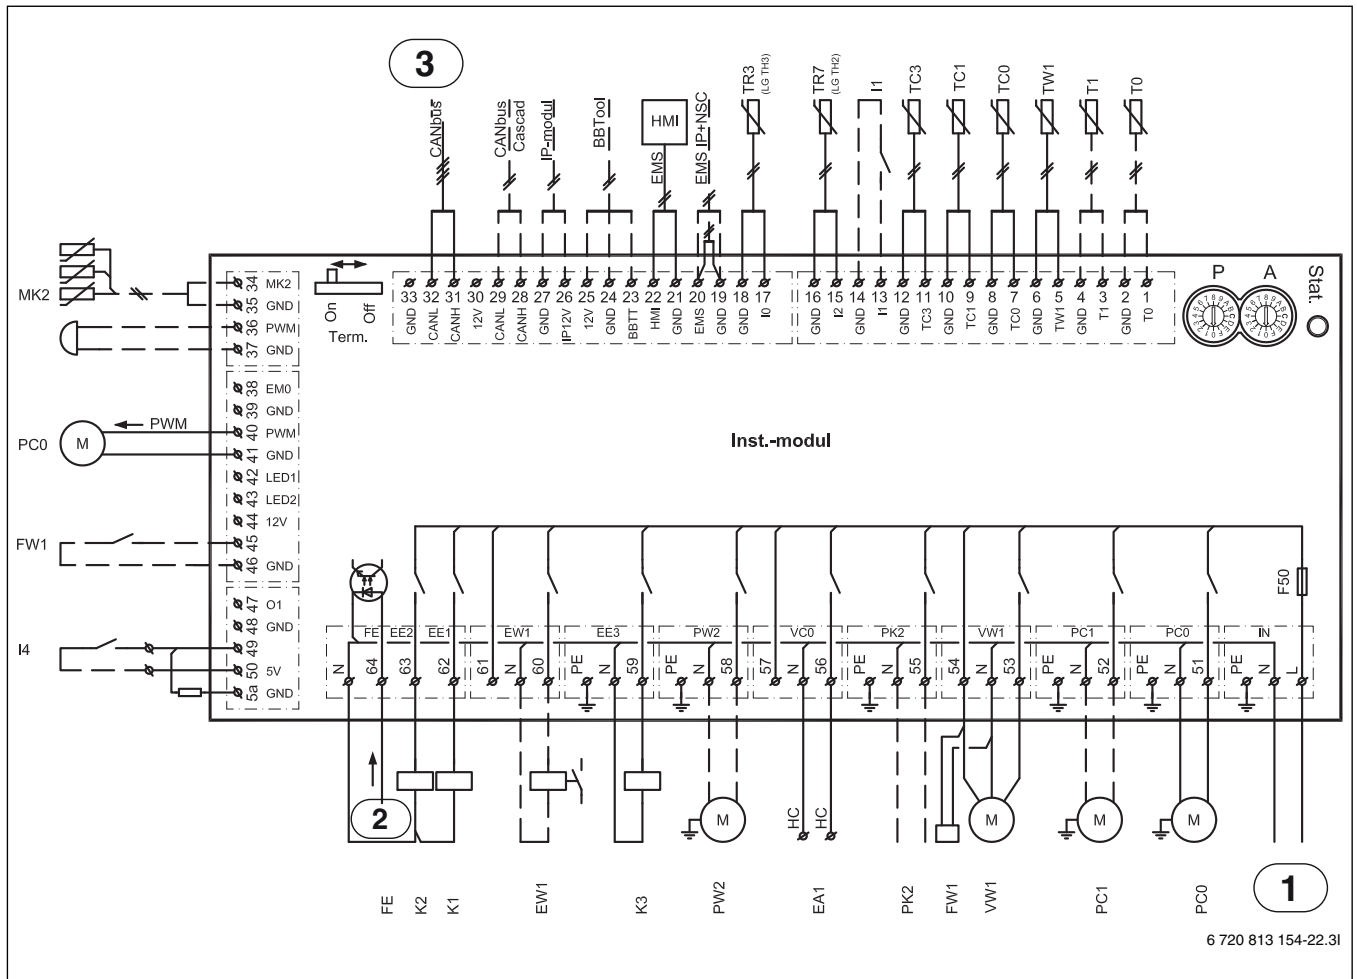 3
CANbus
CANbus
Cascad
IP-modul
BBTool
HMI
EMS
EMS IP+NSC
TR3
(LG TH3)
TR7
(LG TH2)
I1
TC3
TC1
TC0
TW1
T1
T0
33 32 31 30 29 28 27 26 25 24 23 22 21 20 19 18 17
GND CANL CANH 12V CANL CANH GND IP12V 12V GND BBTT HMI GND EMS GND GND I0
16 15 14 13 12 11 10 9 8 7 6 5 4 3 2 1
GND I2 GND I1 GND TC3 GND TC1 GND TC0 GND TW1 GND T1 GND T0
P
A
Stat.
On
Off
Term.
MK2
34 MK2
35 GND
36 PWM
37 GND
38 EM0
39 GND
PC0
M
PWM
40 PWM
41 GND
42 LED1
43 LED2
44 12V
FW1
45
46 GND
47 O1
48 GND
I4
49
50 5V
5a GND
Inst.-modul
F50
FE EE2 EE1 EW1 EE3 PW2 VC0 PK2 VW1 PC1 PC0 IN
N 64 63 62 61 N 60 PE N 59 PE N 58 57 N 56 PE N 55 54 N 53 PE N 52 PE N 51 PE N L
2
M
HC
HC
M
M
M
1
FE
K2
K1
EW1
K3
PW2
EA1
PK2
FW1
VW1
PC1
PC0
6 720 813 154-22.3I